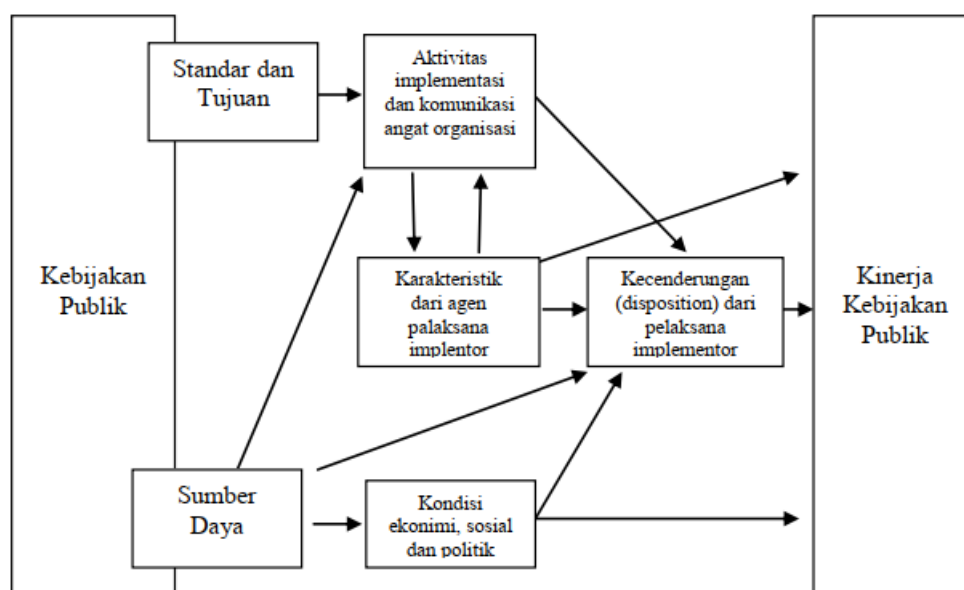 Standar dan
Tujuan
Aktivitas
implementasi
dan komunikasi
angat organisasi
Kebijakan
Publik
Karakteristik
dari agen
palaksana
implentor
Kecenderungan
(disposition) dari
pelaksana
implementor
Kinerja
Kebijakan
Publik
Sumber
Daya
Kondisi
ekonimi, sosial
dan politik